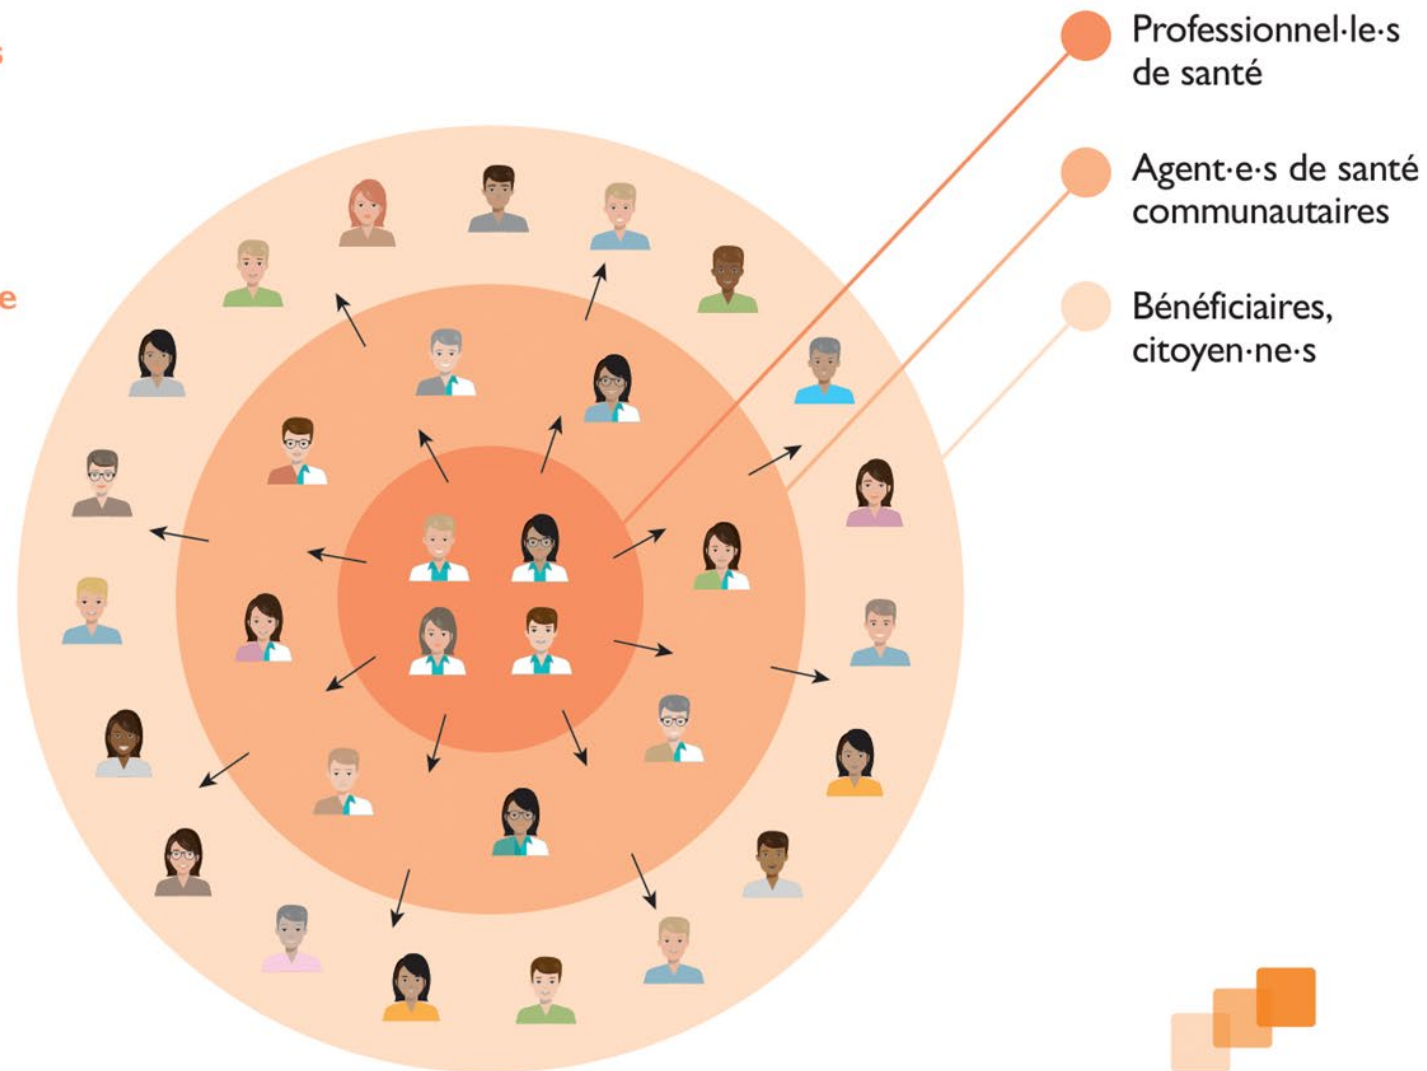 Professionnel·le·s
de santé
Agent·e·s de santé
communautaires
Bénéficiaires,
citoyen·ne·s